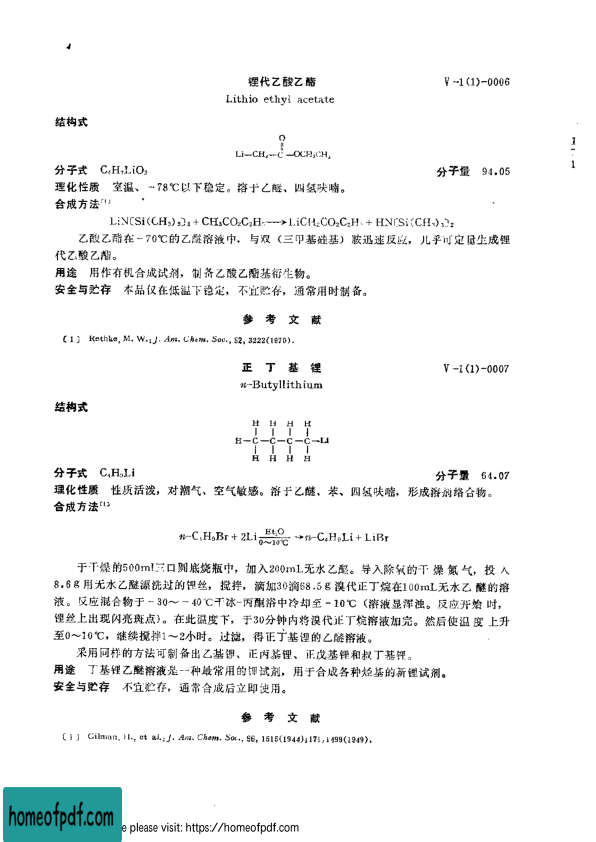 锂代乙酸乙酯 V-1(1)-0006
Lithio ethyl acetate
结构式
O
Li—CH₂—C—OCH₂CH₃
分子式 C₄H₇LiO₂ 分子量 94.05
理化性质 室温、-78℃以下稳定。溶于乙醚、四氢呋喃。
合成方法[1]
LiN[Si(CH₃)₃]₂+CH₃CO₂C₂H₅→LiCH₂CO₂C₂H₅+HN[Si(CH₃)₃]₂
乙酸乙酯在-70℃的乙醚溶液中,与双(三甲基硅基)胺迅速反应,几乎可定量生成锂
代乙酸乙酯。
用途 用作有机合成试剂,制备乙酸乙酯基衍生物。
安全与贮存 本品仅在低温下稳定,不宜贮存,通常用时制备。
参考文献
[1] Rethke, M. W.; J. Am. Chem. Soc., 92, 3222(1970).
正丁基锂 V-1(1)-0007
n-Butyllithium
结构式
H H H H
H—C—C—C—C—Li
H H H H
分子式 C₄H₉Li 分子量 64.07
理化性质 性质活泼,对潮气、空气敏感。溶于乙醚、苯、四氢呋喃,形成溶剂络合物。
合成方法[1]
n-C₄H₉Br+2Li Et₂O 0~10℃ →n-C₄H₉Li+LiBr
于干燥的500ml三口圆底烧瓶中,加入200mL无水乙醚。导入除氧的干燥氮气,投入
8.6g用无水乙醚漂洗过的锂丝,搅拌,滴加30滴68.5g溴代正丁烷在100mL无水乙醚的溶
液。反应混合物于-30~-40℃干冰-丙酮浴中冷却至-10℃(溶液显浑浊。反应开始时,
锂丝上出现闪亮斑点)。在此温度下,于30分钟内将溴代正丁烷溶液加完。然后使温度上升
至0~10℃,继续搅拌1~2小时。过滤,得正丁基锂的乙醚溶液。
采用同样的方法可制备出乙基锂、正丙基锂、正戊基锂和叔丁基锂。
用途 丁基锂乙醚溶液是一种最常用的锂试剂,用于合成各种烃基的新锂试剂。
安全与贮存 不宜贮存,通常合成后立即使用。
参考文献
[1] Gilman, H., et al.; J. Am. Chem. Soc., 66, 1515(1944); 171, 1499(1949).
homeofpdf.com
e please visit: https://homeofpdf.com